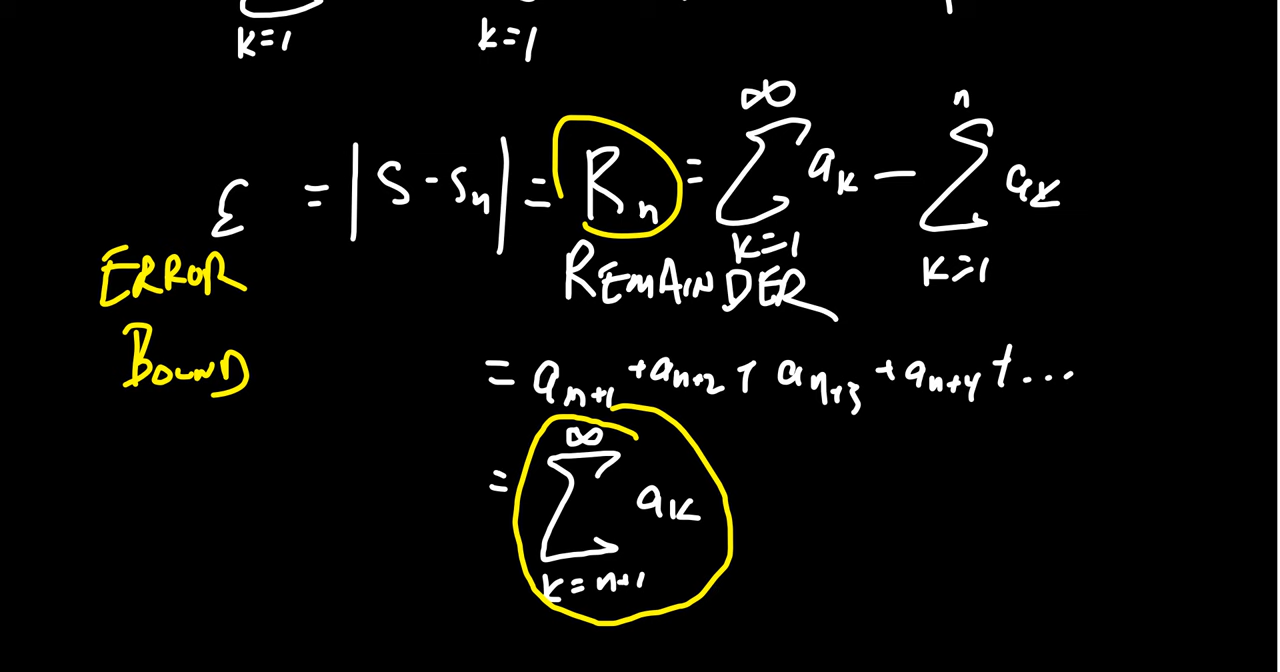 k=1 k=1
∞ n
ε = |S - Sn| = Rn = Σ ak — Σ ak
k=1 k=1
ERROR REMAINDER
BOUND = an+1 + an+2 + an+3 + an+4 + ...
∞
= Σ ak
k=n+1